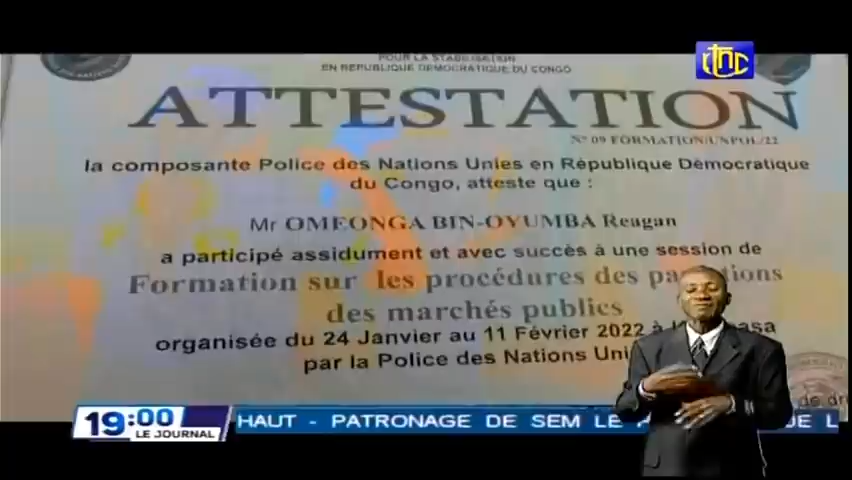 POUR LA STABILISATION
EN REPUBLIQUE DEMOCRATIQUE DU CONGO
rtnc
ATTESTATION
N° 09 FORMATION/UNPOL/22
la composante Police des Nations Unies en République Démocratique
du Congo, atteste que :
Mr OMEONGA BIN-OYUMBA Reagan
a participé assidument et avec succès à une session de
Formation sur les procédures des
des marchés publics
organisée du 24 Janvier au 11 Février 2022 à
par la Police des Nations
19:00
LE JOURNAL
HAUT - PATRONAGE DE SEM LE
DE L